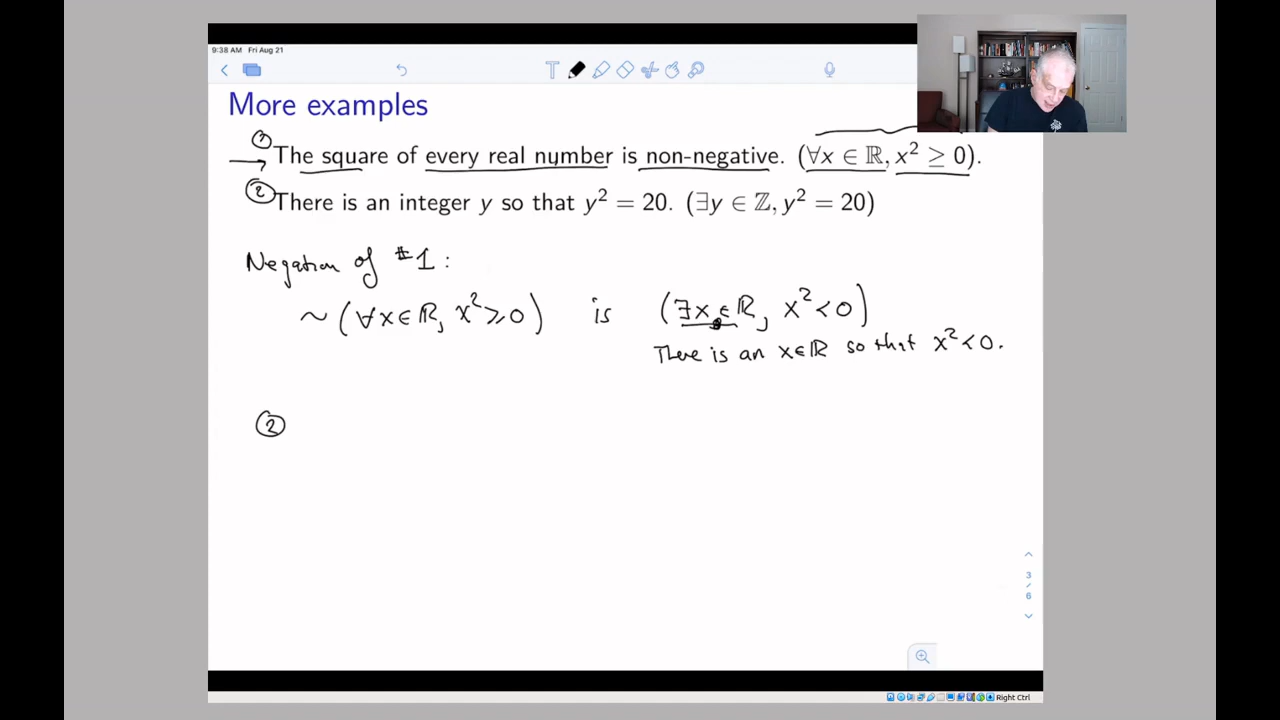 9:38 AM Fri Aug 21
More examples
① The square of every real number is non-negative. (∀x ∈ ℝ, x² ≥ 0).
② There is an integer y so that y² = 20. (∃y ∈ ℤ, y² = 20)
Negation of #1:
~ (∀x∈ℝ, x² ≥ 0) is (∃x∈ℝ, x² < 0)
There is an x∈ℝ so that x² < 0.
②
3
/
6
Right Ctrl